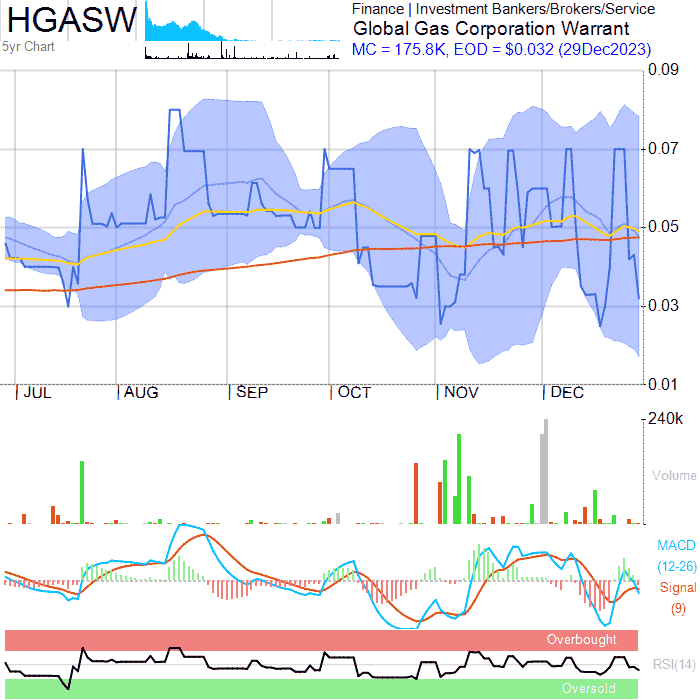 HGASW
5yr Chart
Finance | Investment Bankers/Brokers/Service
Global Gas Corporation Warrant
MC = 175.8K, EOD = $0.032 (29Dec2023)
0.09
0.07
0.05
0.03
0.01
JUL AUG SEP OCT NOV DEC
240k
Volume
MACD
(12-26)
Signal
(9)
Overbought
RSI(14)
Oversold